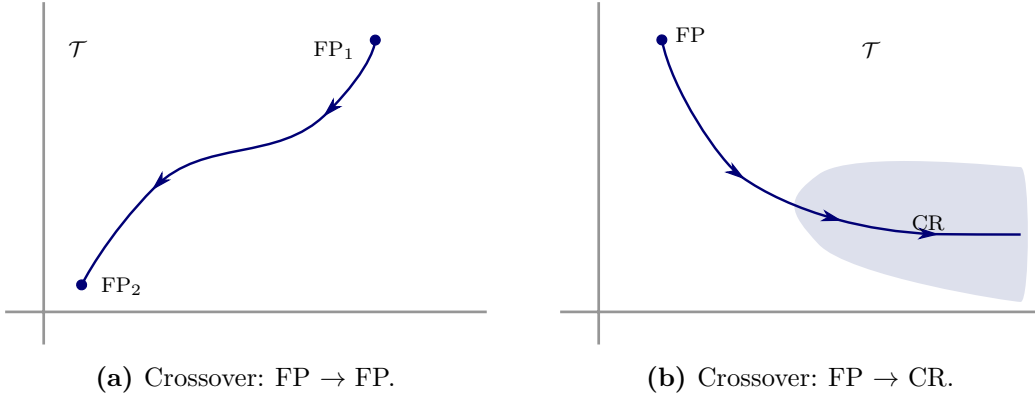 𝒯
FP₁
FP₂
(a) Crossover: FP → FP.
FP
𝒯
CR
(b) Crossover: FP → CR.